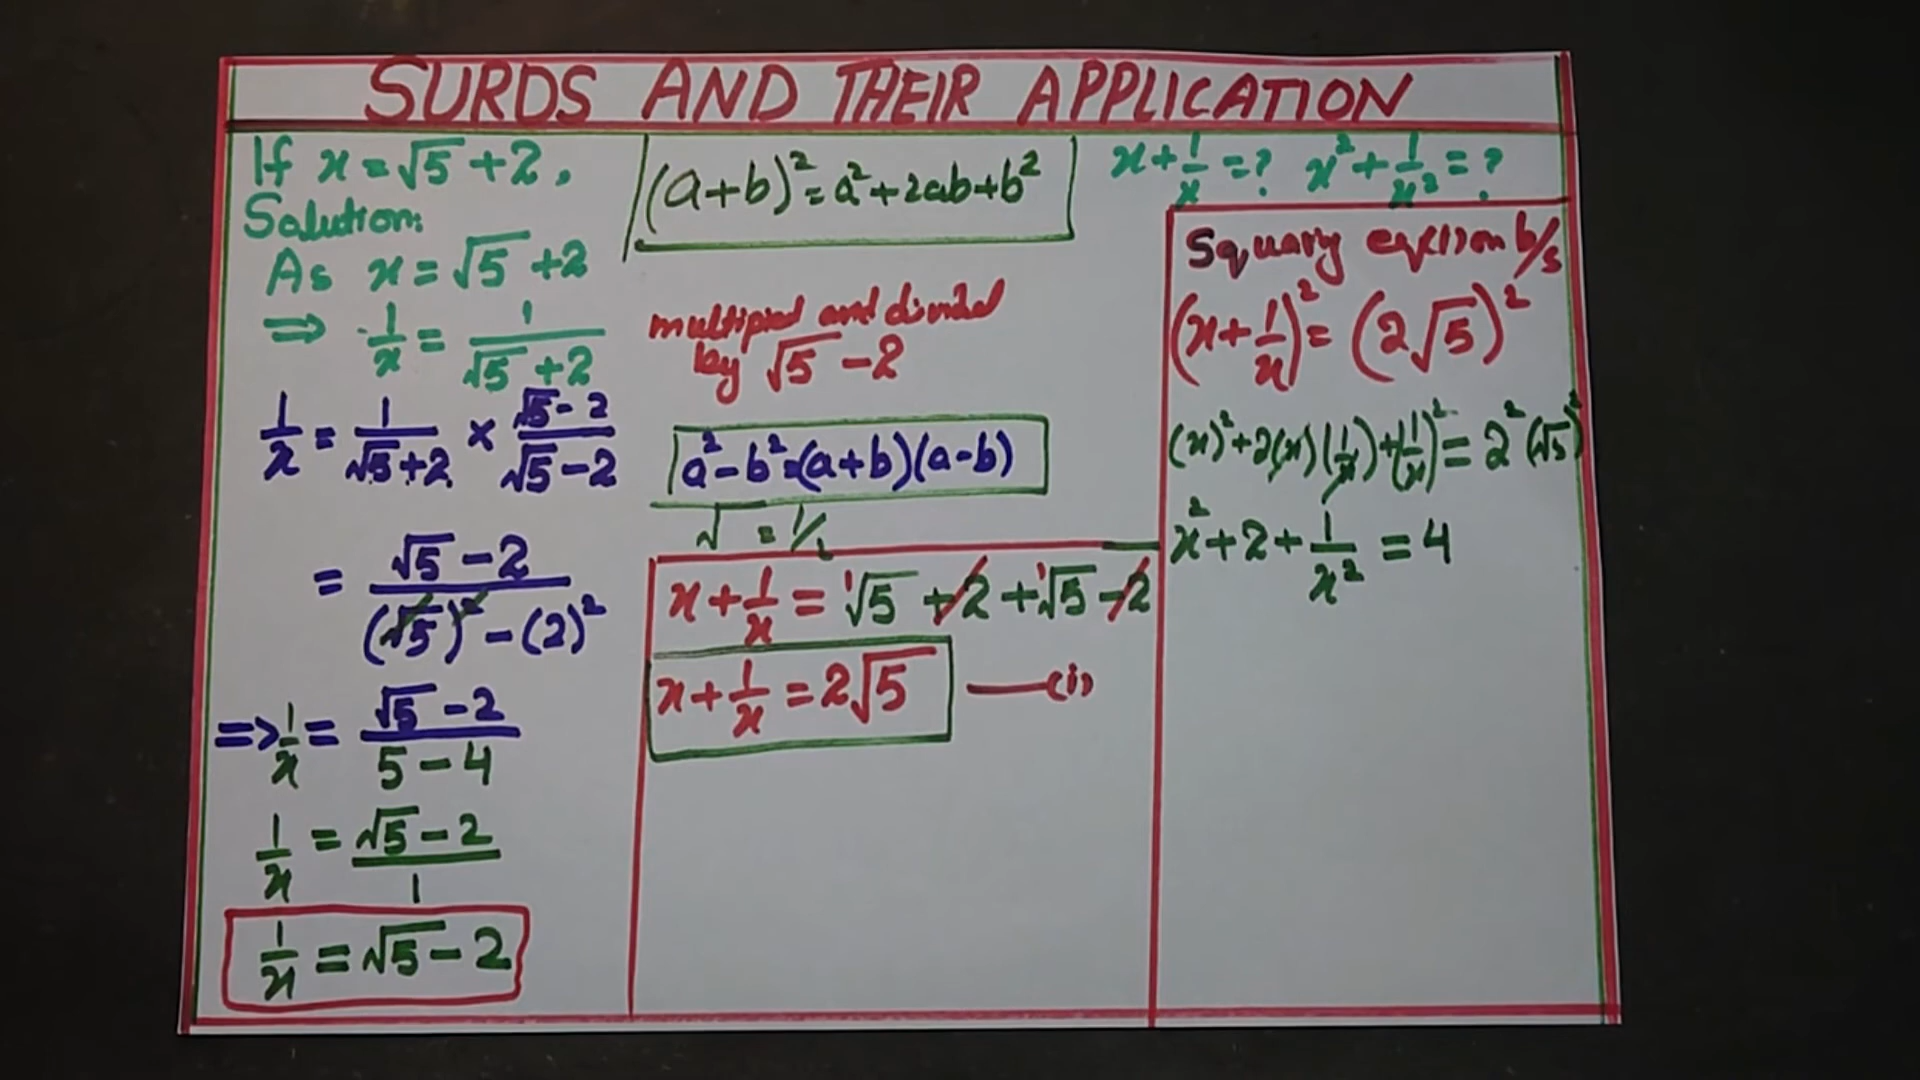 SURDS AND THEIR APPLICATION
If x = √5 + 2,
Solution:
As x = √5 + 2
⇒ 1/x = 1/(√5 + 2)
1/x = 1/(√5+2) × (√5-2)/(√5-2)
= (√5 - 2)/((√5)² - (2)²)
=> 1/x = (√5 - 2)/(5 - 4)
1/x = (√5 - 2)/1
1/x = √5 - 2
(a+b)² = a² + 2ab + b²
by √5 - 2
a² - b² = (a+b)(a-b)
√ = 1/2
x + 1/x = √5 + 2 + √5 - 2
x + 1/x = 2√5 —(i)
x + 1/x = ? x² + 1/x² = ?
b/s
(x + 1/x)² = (2√5)²
(x)² + 2(x)(1/x) + (1/x)² = 2²(√5)²
x² + 2 + 1/x² = 4